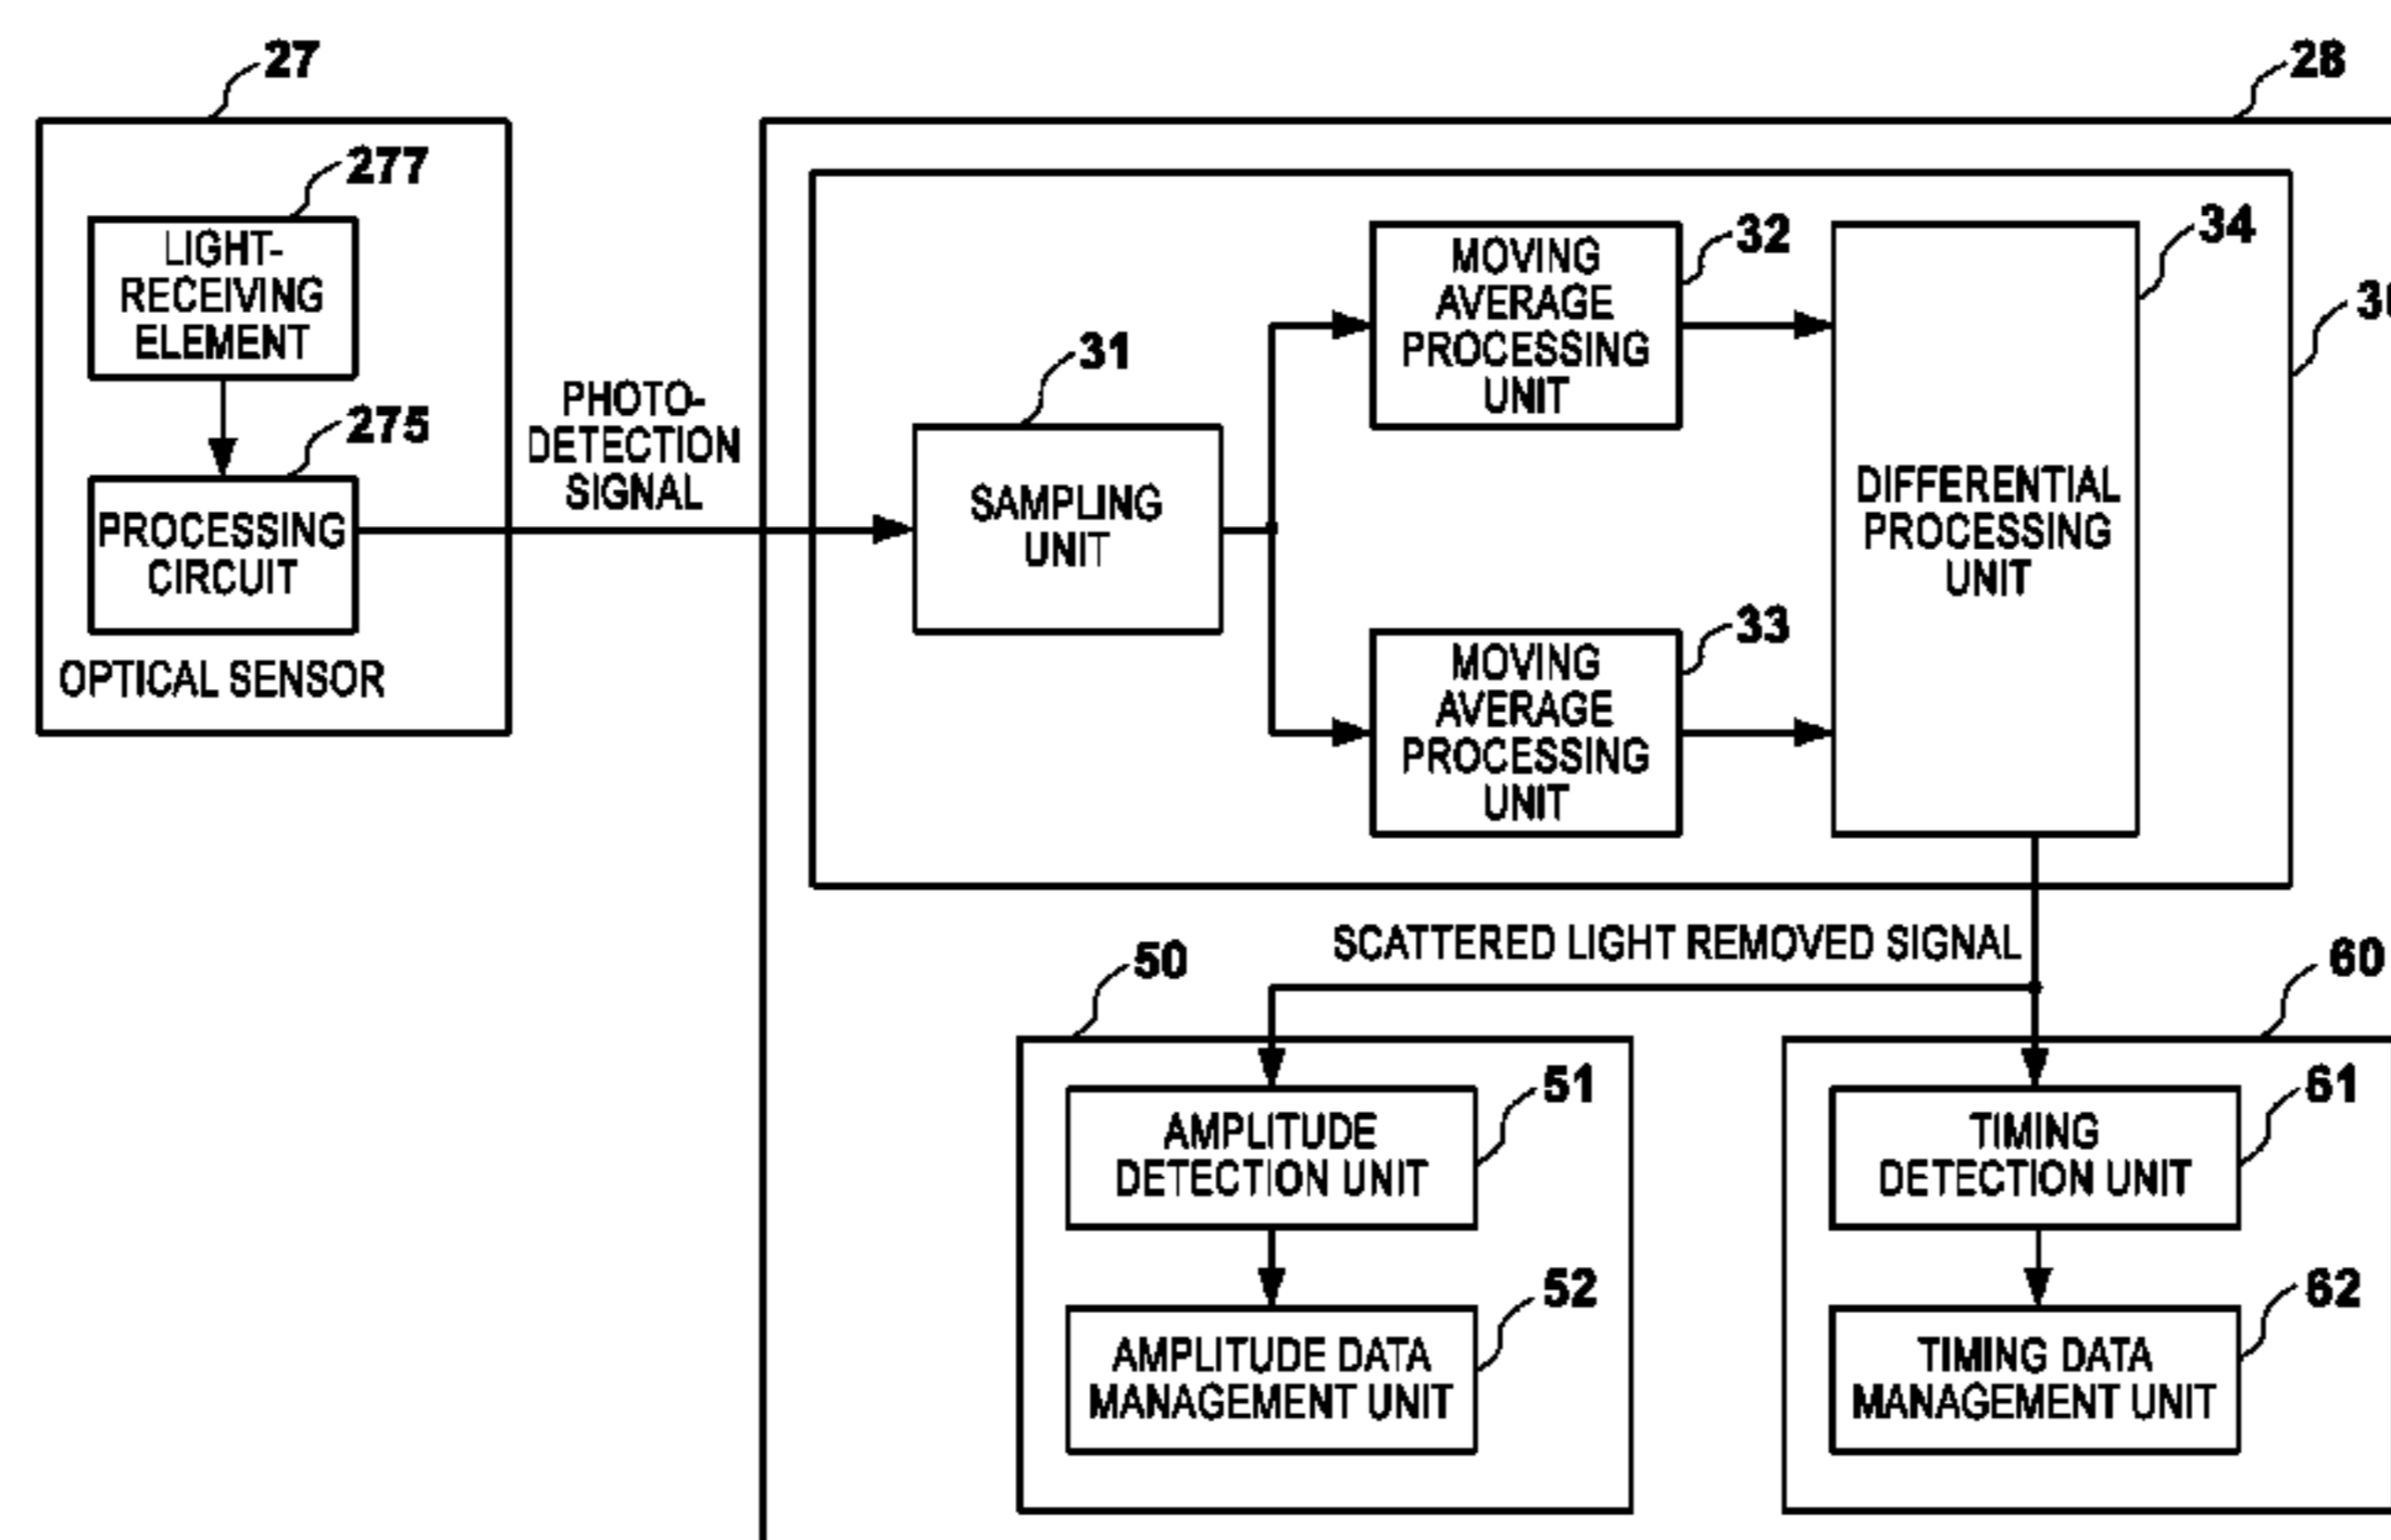 27
28
277
LIGHT-
RECEIVING
ELEMENT
275
PROCESSING
CIRCUIT
OPTICAL SENSOR
PHOTO-
DETECTION
SIGNAL
31
SAMPLING
UNIT
32
MOVING
AVERAGE
PROCESSING
UNIT
33
MOVING
AVERAGE
PROCESSING
UNIT
34
DIFFERENTIAL
PROCESSING
UNIT
SCATTERED LIGHT REMOVED SIGNAL
50
51
AMPLITUDE
DETECTION UNIT
52
AMPLITUDE DATA
MANAGEMENT UNIT
60
61
TIMING
DETECTION UNIT
62
TIMING DATA
MANAGEMENT UNIT